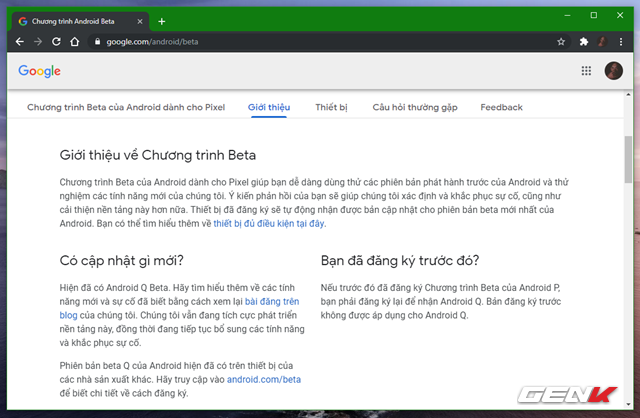 Chương trình Android Beta
google.com/android/beta
Google
Chương trình Beta của Android dành cho Pixel Giới thiệu Thiết bị Câu hỏi thường gặp Feedback
Giới thiệu về Chương trình Beta
Chương trình Beta của Android dành cho Pixel giúp bạn dễ dàng dùng thử các phiên bản phát hành trước của Android và thử
nghiệm các tính năng mới của chúng tôi. Ý kiến phản hồi của bạn sẽ giúp chúng tôi xác định và khắc phục sự cố, cũng như
cải thiện nền tảng này hơn nữa. Thiết bị đã đăng ký sẽ tự động nhận được bản cập nhật cho phiên bản beta mới nhất của
Android. Bạn có thể tìm hiểu thêm về thiết bị đủ điều kiện tại đây.
Có cập nhật gì mới?
Hiện đã có Android Q Beta. Hãy tìm hiểu thêm về các tính
năng mới và sự cố đã biết bằng cách xem lại bài đăng trên
blog của chúng tôi. Chúng tôi vẫn đang tích cực phát triển
nền tảng này, đồng thời đang tiếp tục bổ sung các tính năng
và khắc phục sự cố.
Phiên bản beta Q của Android hiện đã có trên thiết bị của
các nhà sản xuất khác. Hãy truy cập vào android.com/beta
để biết chi tiết về cách đăng ký.
Bạn đã đăng ký trước đó?
Nếu trước đó đã đăng ký Chương trình Beta của Android P,
bạn phải đăng ký lại để nhận Android Q. Bản đăng ký trước
không được áp dụng cho Android Q.
GENK